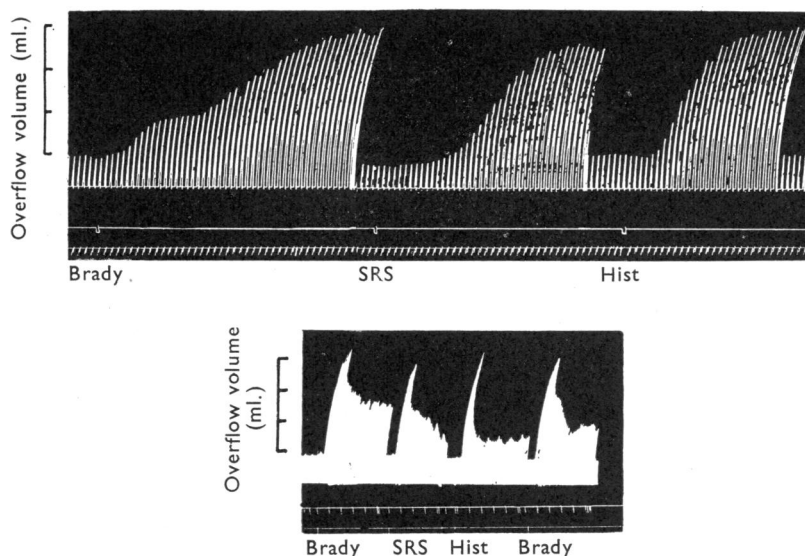 Overflow volume (ml.)
Brady SRS Hist
Overflow volume
(ml.)
Brady SRS Hist Brady